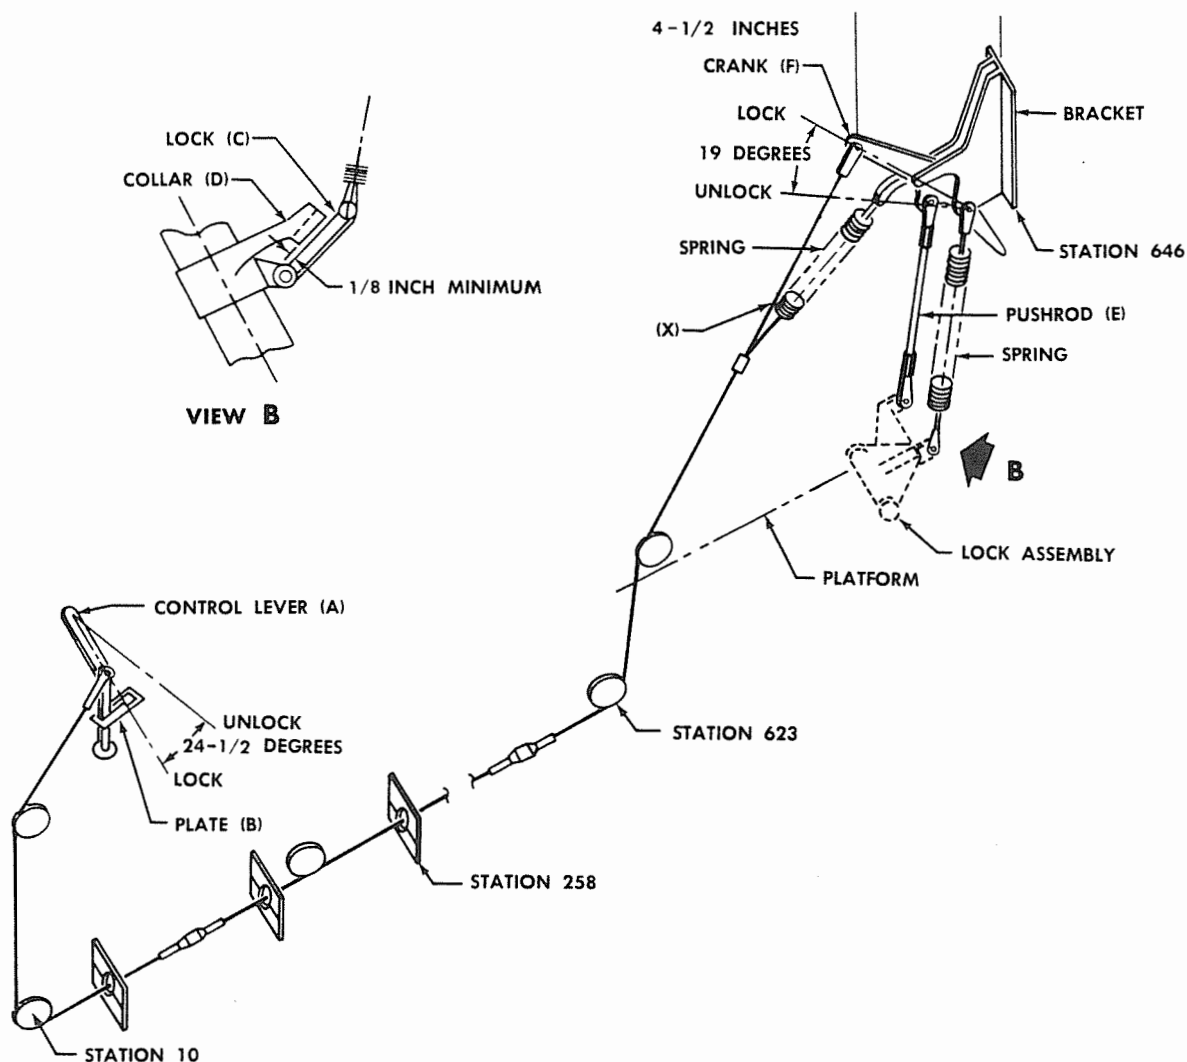 4-1/2 INCHES
CRANK (F)
LOCK
19 DEGREES
UNLOCK
BRACKET
SPRING
STATION 646
(X)
PUSHROD (E)
SPRING
B
LOCK ASSEMBLY
PLATFORM
LOCK (C)
COLLAR (D)
1/8 INCH MINIMUM
VIEW B
CONTROL LEVER (A)
UNLOCK
24-1/2 DEGREES
LOCK
PLATE (B)
STATION 623
STATION 258
STATION 10